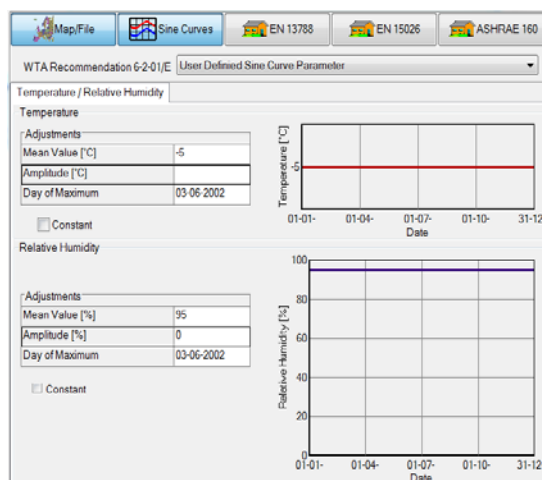 Map/File Sine Curves EN 13788 EN 15026 ASHRAE 160
WTA Recommendation 6-2-01/E User Definied Sine Curve Parameter
Temperature / Relative Humidity
Temperature
Adjustments
Mean Value [°C] -5
Amplitude [°C]
Day of Maximum 03-06-2002
Constant
Temperature [°C]
-5
01-01- 01-04- 01-07- 01-10- 31-12
Date
Relative Humidity
Adjustments
Mean Value [%] 95
Amplitude [%] 0
Day of Maximum 03-06-2002
Constant
Relative Humidity [%]
100
80
60
40
20
0
01-01- 01-04- 01-07- 01-10- 31-12
Date